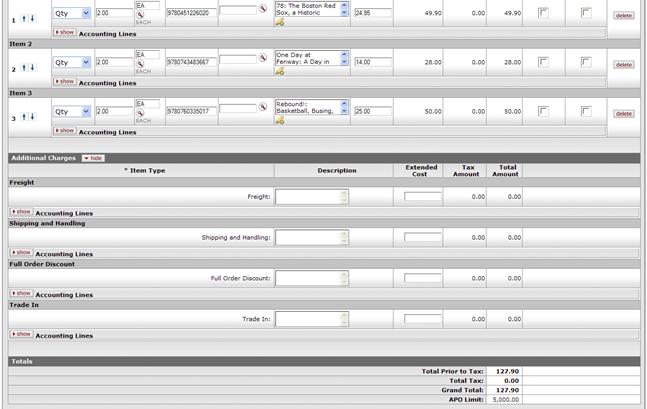 1 Qty 2.00 EA EACH 9780451226020 78: The Boston Red Sox, a Historic 24.95 49.90 0.00 49.90 delete
show Accounting Lines
Item 2
2 Qty 2.00 EA EACH 9780743483667 One Day at Fenway: A Day in 14.00 28.00 0.00 28.00 delete
show Accounting Lines
Item 3
3 Qty 2.00 EA EACH 9780760335017 Rebound!: Basketball, Busing, 25.00 50.00 0.00 50.00 delete
show Accounting Lines
Additional Charges hide
* Item Type Description Extended Cost Tax Amount Total Amount
Freight
Freight: 0.00 0.00
show Accounting Lines
Shipping and Handling
Shipping and Handling: 0.00 0.00
show Accounting Lines
Full Order Discount
Full Order Discount: 0.00 0.00
show Accounting Lines
Trade In
Trade In: 0.00 0.00
show Accounting Lines
Totals
Total Prior to Tax: 127.90
Total Tax: 0.00
Grand Total: 127.90
APO Limit: 5,000.00